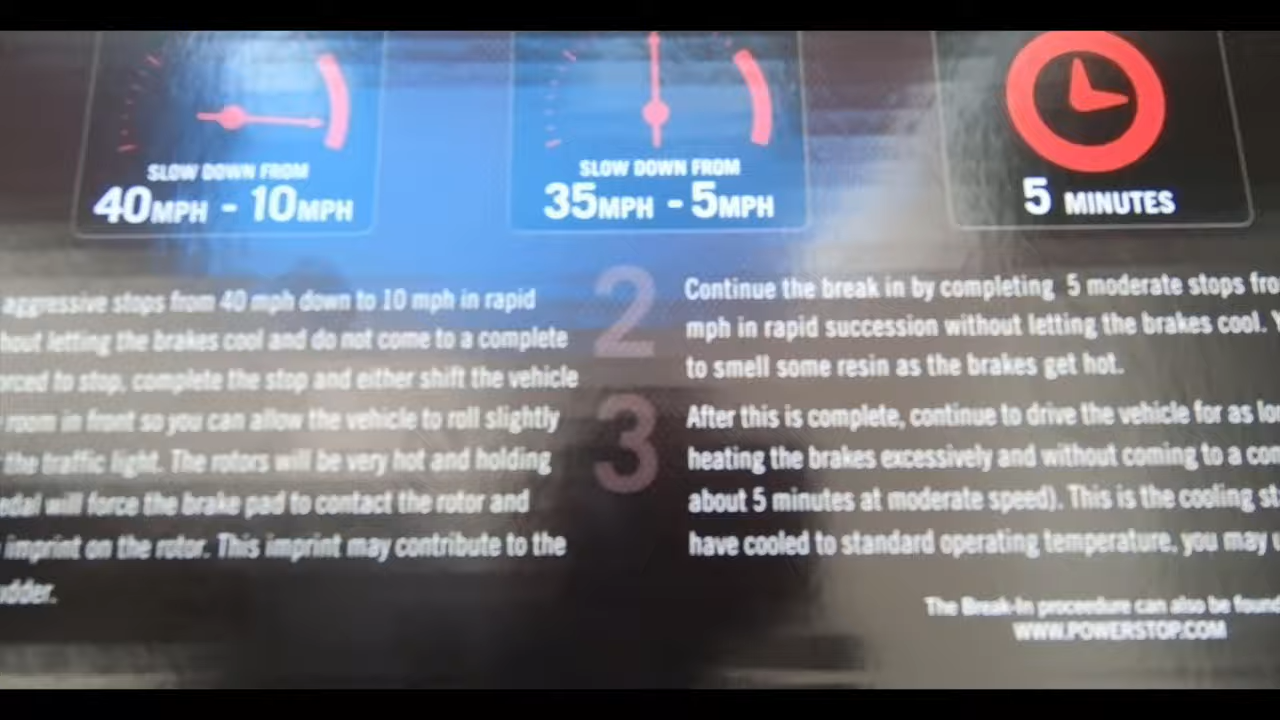 SLOW DOWN FROM
40MPH - 10MPH
SLOW DOWN FROM
35MPH - 5MPH
5 MINUTES
aggressive stops from 40 mph down to 10 mph in rapid
hout letting the brakes cool and do not come to a complete
orced to stop, complete the stop and either shift the vehicle
room in front so you can allow the vehicle to roll slightly
the traffic light. The rotors will be very hot and holding
edal will force the brake pad to contact the rotor and
imprint on the rotor. This imprint may contribute to the
udder.
2
Continue the break in by completing 5 moderate stops fro
mph in rapid succession without letting the brakes cool. Y
to smell some resin as the brakes get hot.
3
After this is complete, continue to drive the vehicle for as lo
heating the brakes excessively and without coming to a com
about 5 minutes at moderate speed). This is the cooling st
have cooled to standard operating temperature, you may u
The Break-In proceedure can also be found
WWW.POWERSTOP.COM